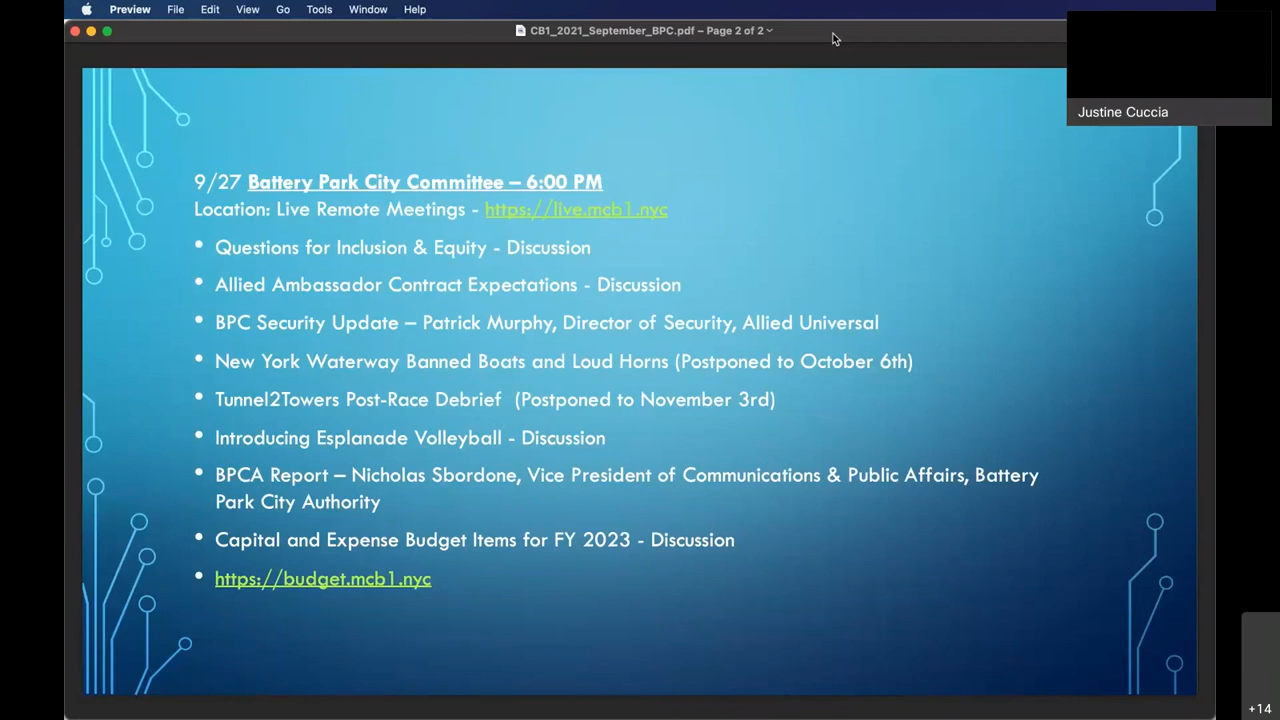 Preview File Edit View Go Tools Window Help
CB1_2021_September_BPC.pdf – Page 2 of 2
Justine Cuccia
9/27 Battery Park City Committee – 6:00 PM
Location: Live Remote Meetings - https://live.mcb1.nyc
• Questions for Inclusion & Equity - Discussion
• Allied Ambassador Contract Expectations - Discussion
• BPC Security Update – Patrick Murphy, Director of Security, Allied Universal
• New York Waterway Banned Boats and Loud Horns (Postponed to October 6th)
• Tunnel2Towers Post-Race Debrief (Postponed to November 3rd)
• Introducing Esplanade Volleyball - Discussion
• BPCA Report – Nicholas Sbordone, Vice President of Communications & Public Affairs, Battery
Park City Authority
• Capital and Expense Budget Items for FY 2023 - Discussion
• https://budget.mcb1.nyc
+14